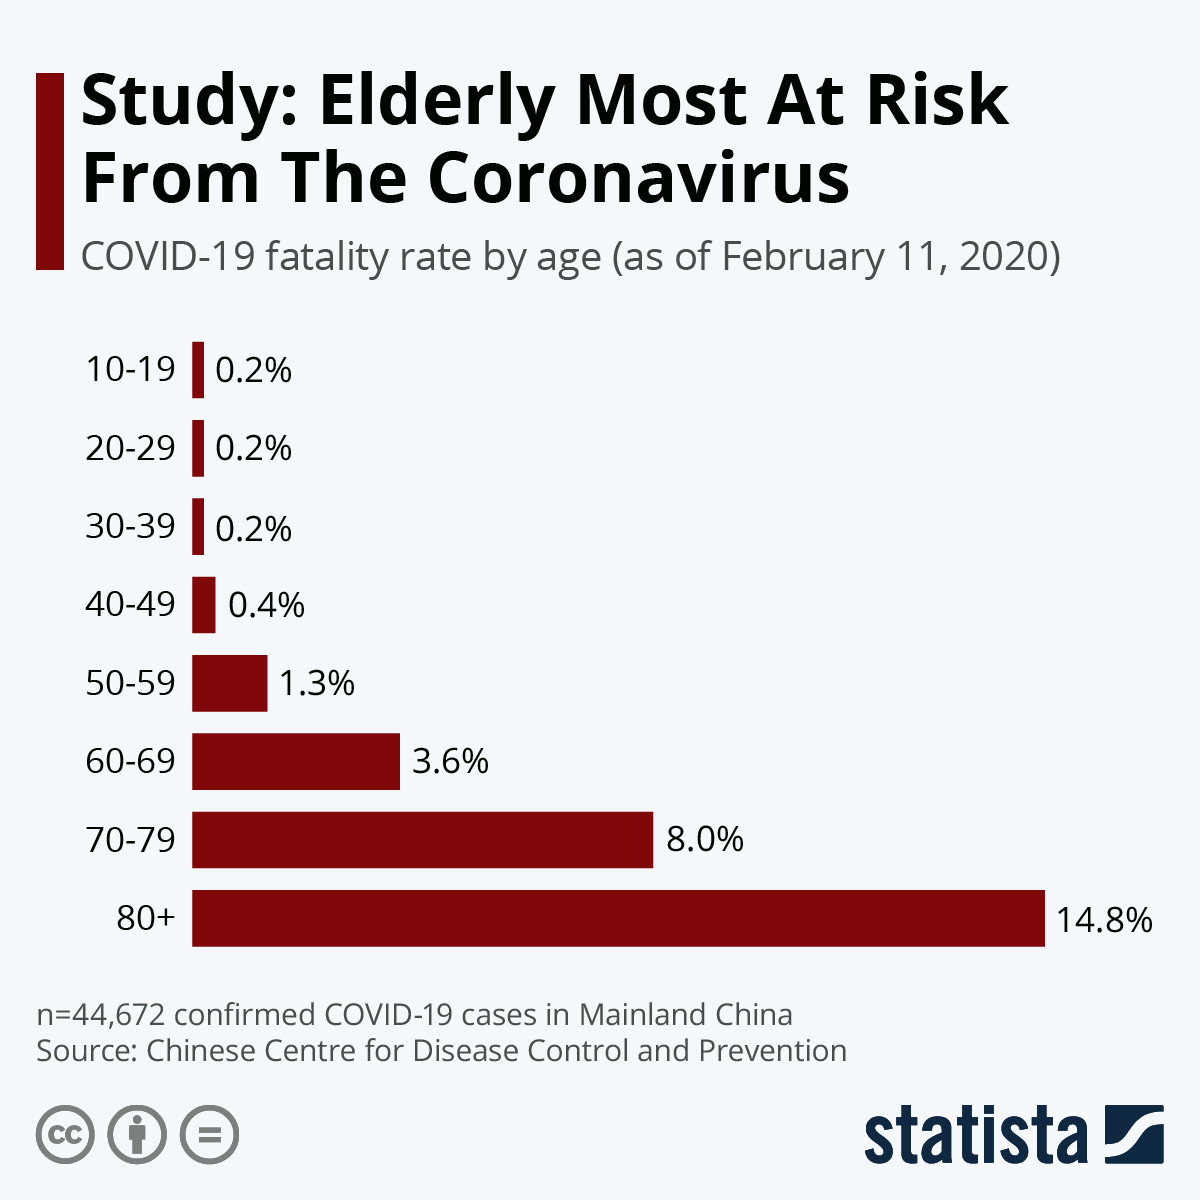 Study: Elderly Most At Risk
From The Coronavirus
COVID-19 fatality rate by age (as of February 11, 2020)
10-19 0.2%
20-29 0.2%
30-39 0.2%
40-49 0.4%
50-59 1.3%
60-69 3.6%
70-79 8.0%
80+ 14.8%
n=44,672 confirmed COVID-19 cases in Mainland China
Source: Chinese Centre for Disease Control and Prevention
cc = statista